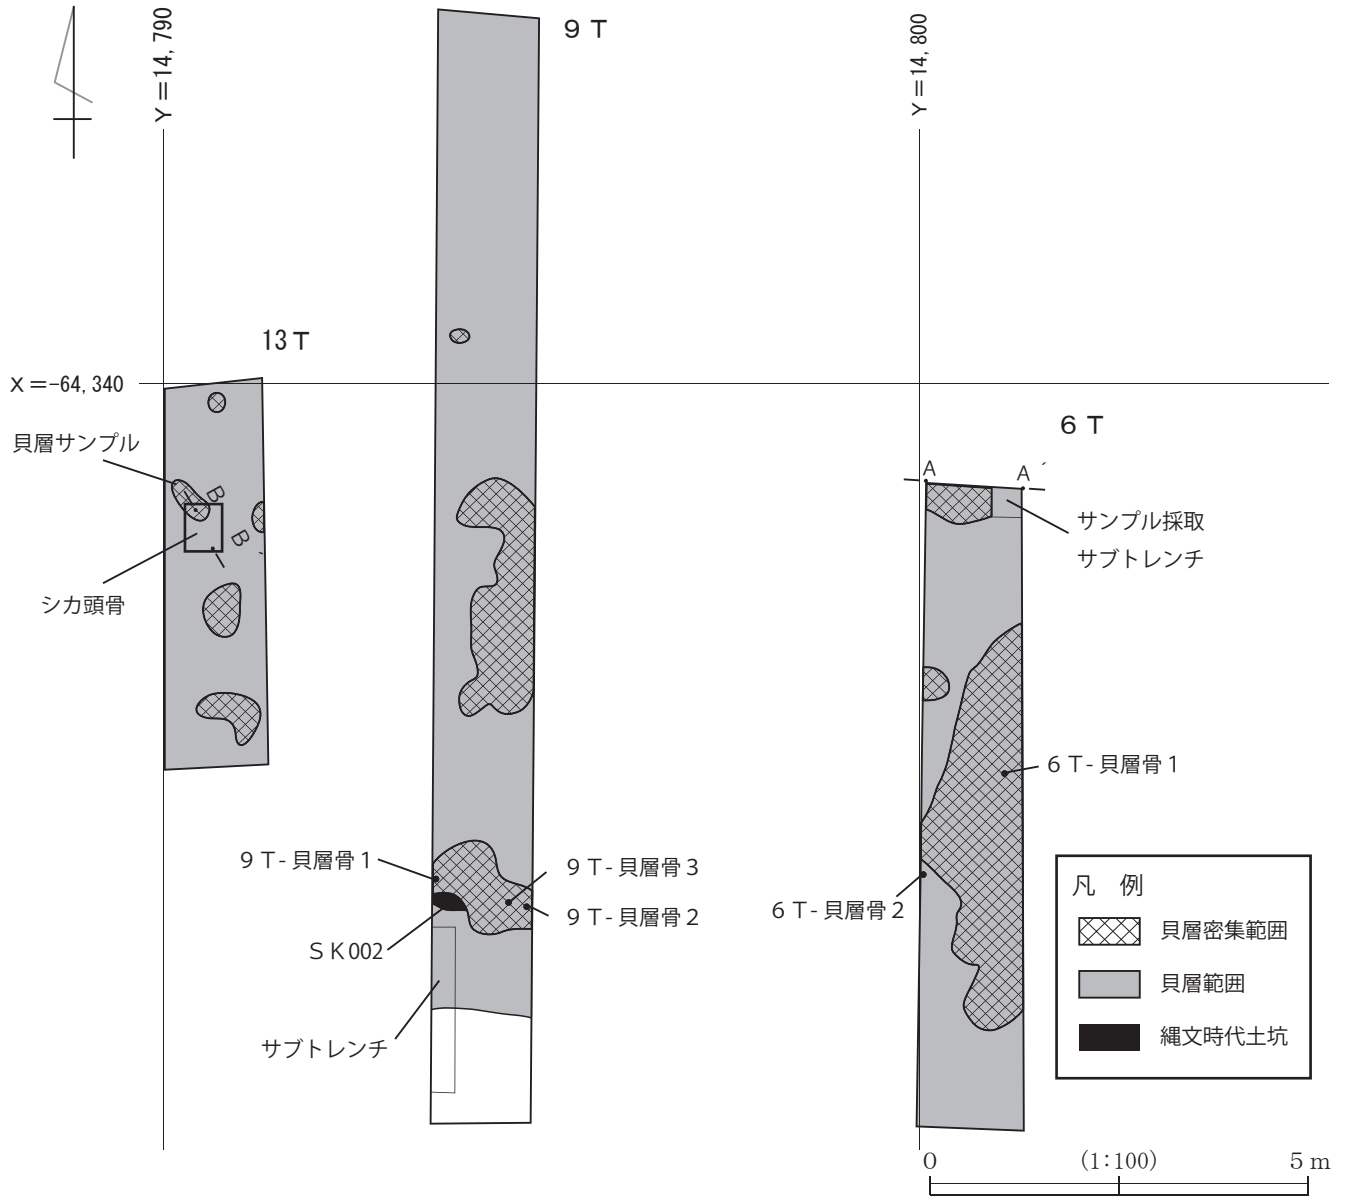 Ｙ＝14,790
９Ｔ
Ｙ＝14,800
13Ｔ
Ｘ＝-64,340
６Ｔ
貝層サンプル
A
A´
B
B´
サンプル採取
サブトレンチ
シカ頭骨
６Ｔ-貝層骨１
９Ｔ-貝層骨１
９Ｔ-貝層骨３
９Ｔ-貝層骨２
６Ｔ-貝層骨２
ＳＫ002
サブトレンチ
凡　例
貝層密集範囲
貝層範囲
縄文時代土坑
0　(1:100)　5ｍ